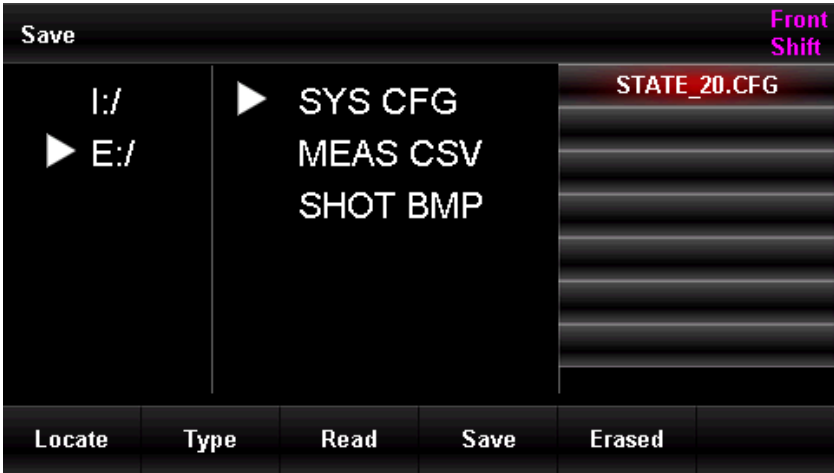 Save
Front
Shift
I:/
E:/
SYS CFG
MEAS CSV
SHOT BMP
STATE_20.CFG
Locate Type Read Save Erased